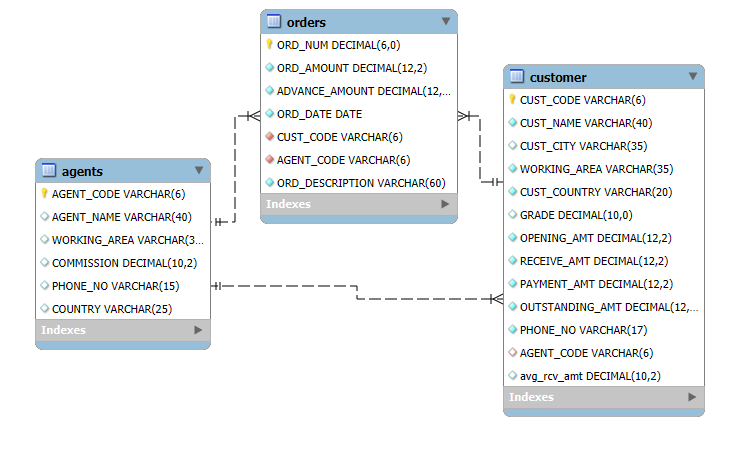 orders
ORD_NUM DECIMAL(6,0)
ORD_AMOUNT DECIMAL(12,2)
ADVANCE_AMOUNT DECIMAL(12,...
ORD_DATE DATE
CUST_CODE VARCHAR(6)
AGENT_CODE VARCHAR(6)
ORD_DESCRIPTION VARCHAR(60)
Indexes
customer
CUST_CODE VARCHAR(6)
CUST_NAME VARCHAR(40)
CUST_CITY VARCHAR(35)
WORKING_AREA VARCHAR(35)
CUST_COUNTRY VARCHAR(20)
GRADE DECIMAL(10,0)
OPENING_AMT DECIMAL(12,2)
RECEIVE_AMT DECIMAL(12,2)
PAYMENT_AMT DECIMAL(12,2)
OUTSTANDING_AMT DECIMAL(12,...
PHONE_NO VARCHAR(17)
AGENT_CODE VARCHAR(6)
avg_rcv_amt DECIMAL(10,2)
Indexes
agents
AGENT_CODE VARCHAR(6)
AGENT_NAME VARCHAR(40)
WORKING_AREA VARCHAR(3...
COMMISSION DECIMAL(10,2)
PHONE_NO VARCHAR(15)
COUNTRY VARCHAR(25)
Indexes